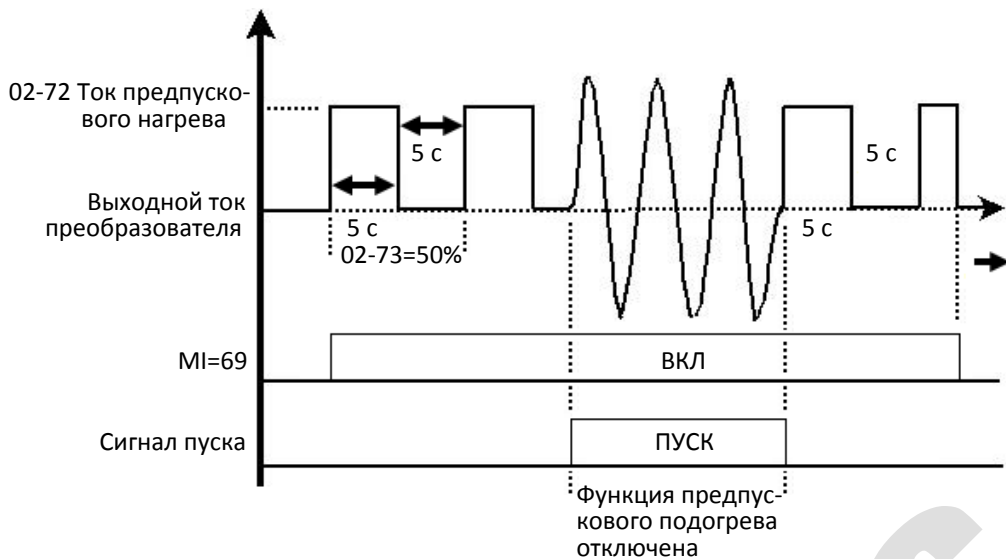 02-72 Ток предпуско-
вого нагрева
5 с
5 с
Выходной ток
преобразователя
5 с
5 с
02-73=50%
MI=69
ВКЛ
Сигнал пуска
ПУСК
Функция предпус-
кового подогрева
отключена